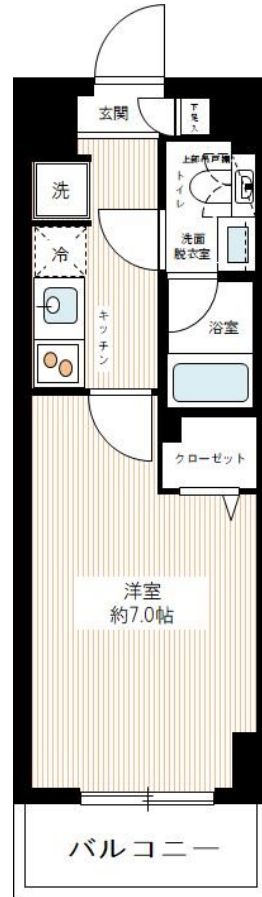 玄関
下足入
上部吊戸棚
トイレ
洗
洗面
脱衣室
冷
キッチン
浴室
クローゼット
洋室
約7.0帖
バルコニー